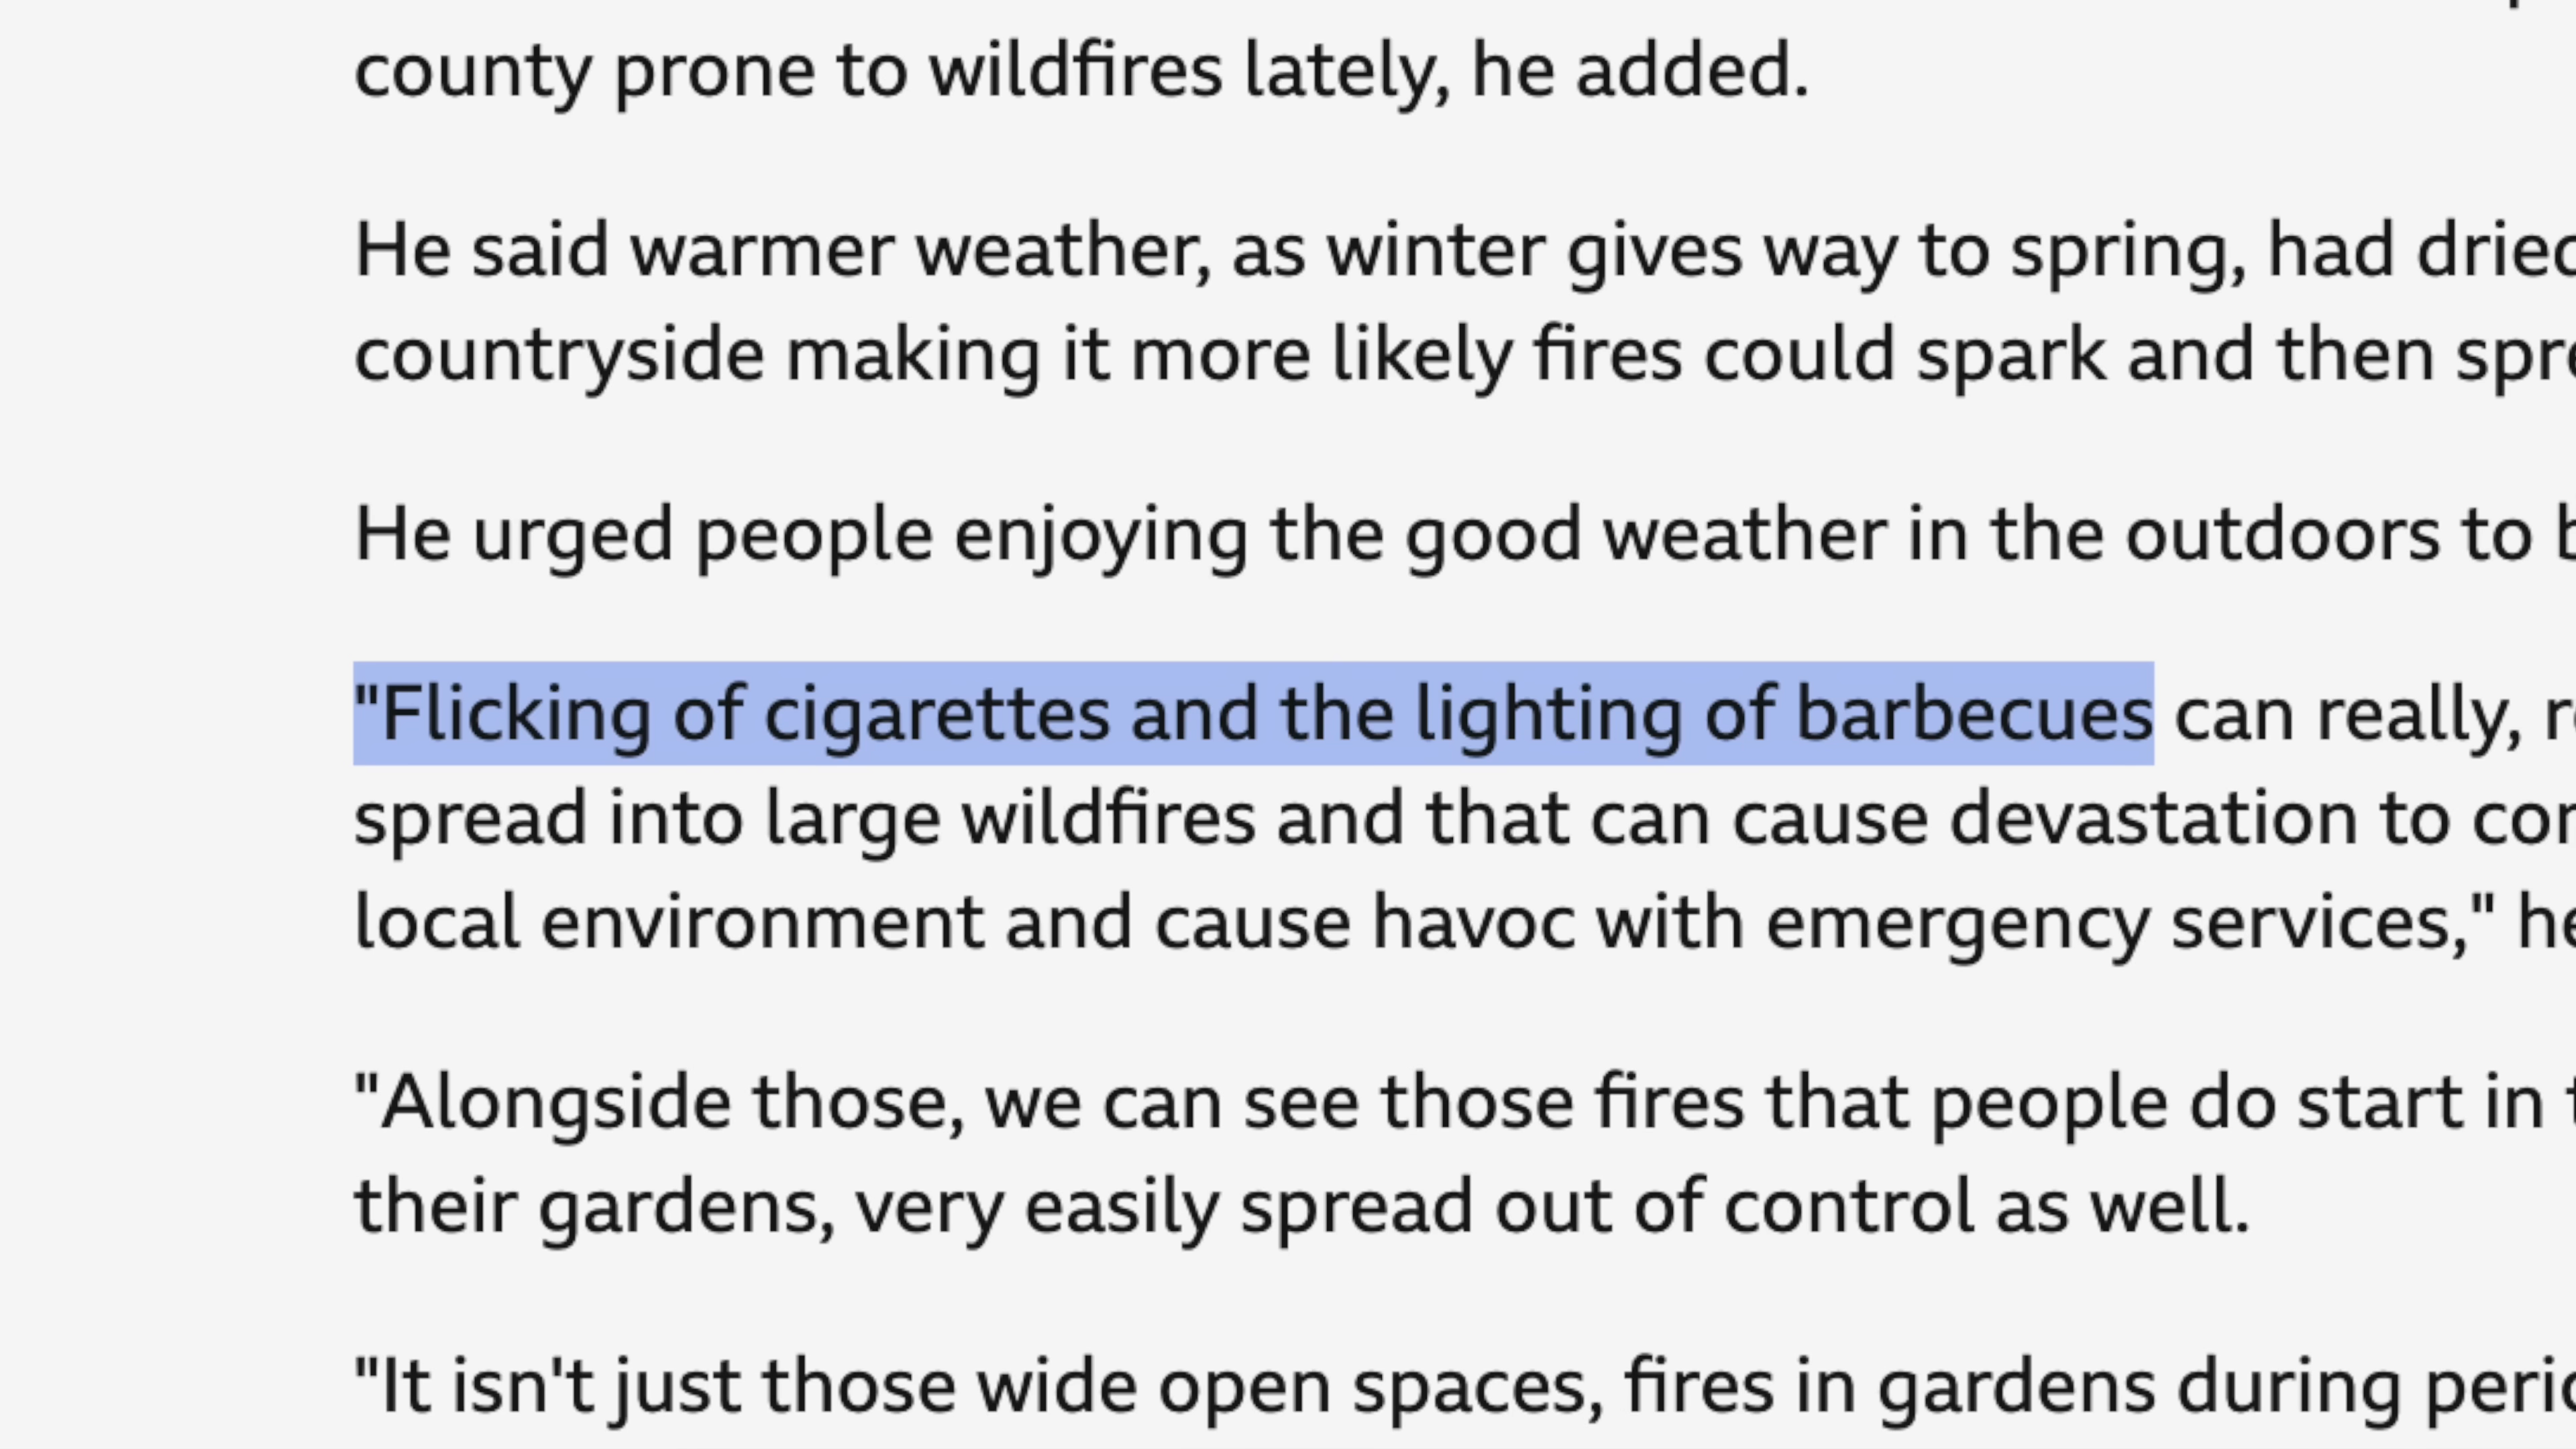 county prone to wildfires lately, he added.
He said warmer weather, as winter gives way to spring, had dried
countryside making it more likely fires could spark and then
He urged people enjoying the good weather in the outdoors to
"Flicking of cigarettes and the lighting of barbecues can really,
spread into large wildfires and that can cause devastation to
local environment and cause havoc with emergency services," he
"Alongside those, we can see those fires that people do start in
their gardens, very easily spread out of control as well.
"It isn't just those wide open spaces, fires in gardens during